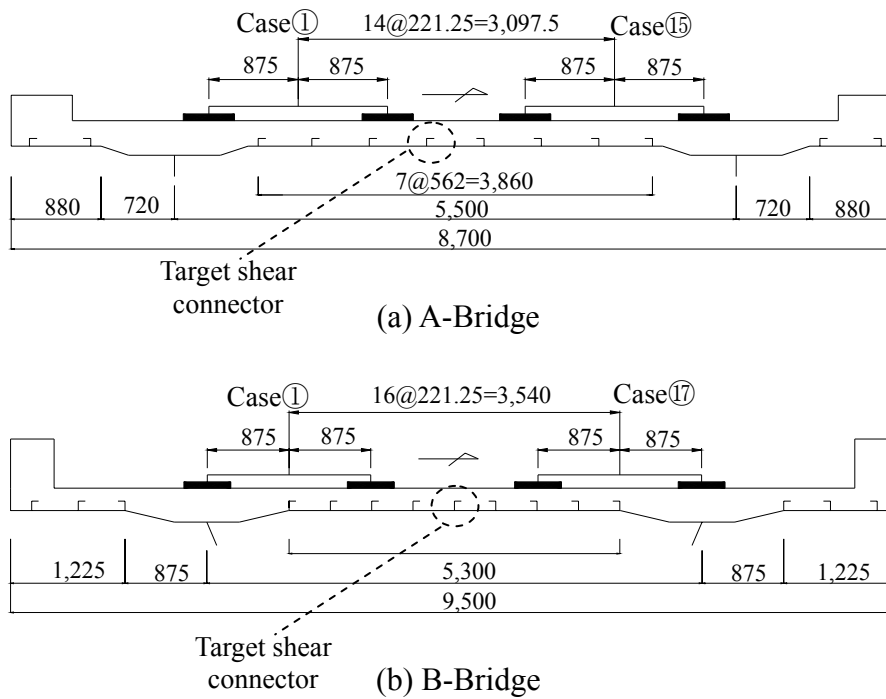 Case① 14@221.25=3,097.5 Case⑮
875 875 875 875
7@562=3,860
880 720 5,500 720 880
8,700
Target shear
connector
(a) A-Bridge
16@221.25=3,540
Case① Case⑰
875 875 875 875
1,225 875 5,300 875 1,225
9,500
Target shear
connector
(b) B-Bridge